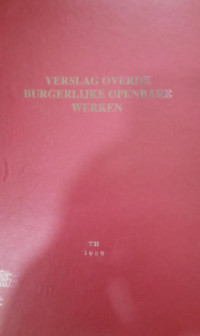 VERSLAG OVER DE
BURGERLIJKE OPENBARE
WERKEN
TH